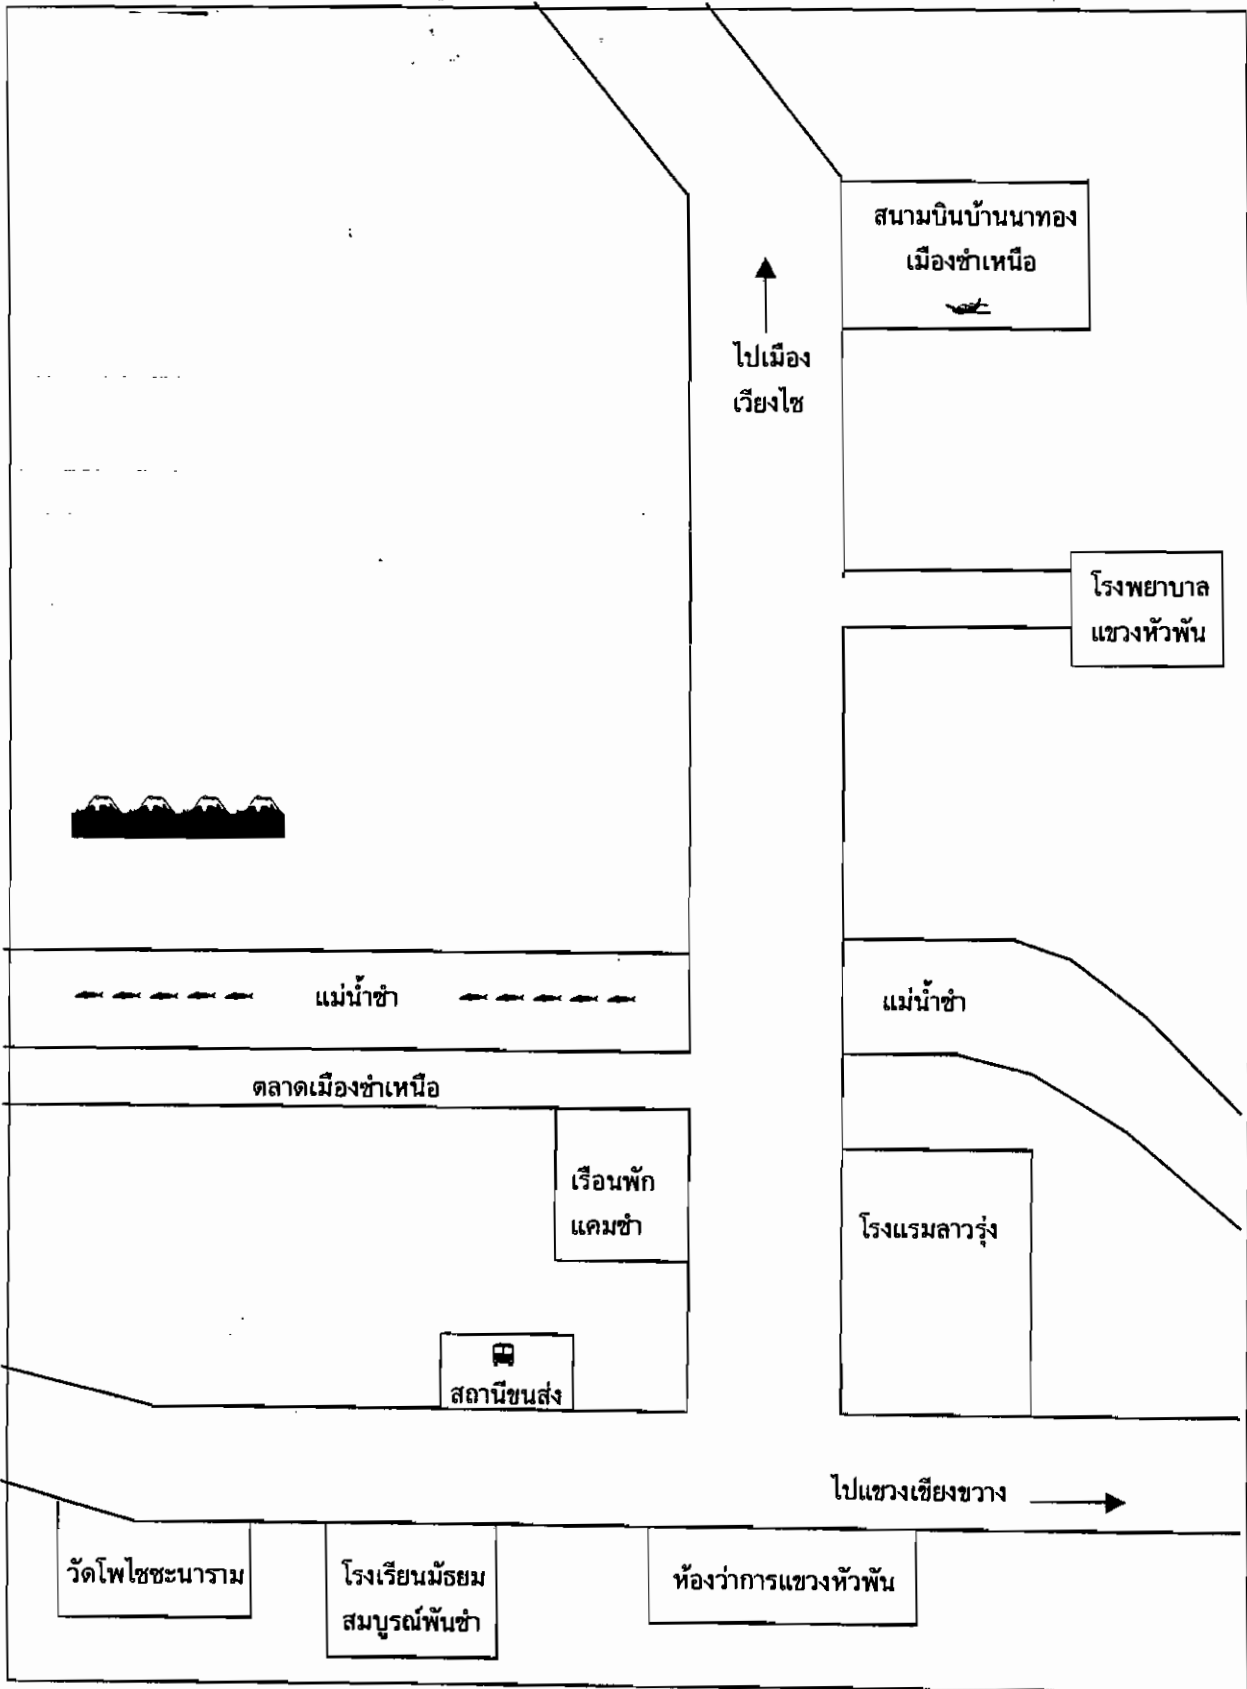 สนามบินบ้านนาทอง
เมืองซำเหนือ
ไปเมือง
เวียงไซ
โรงพยาบาล
แขวงหัวพัน
แม่น้ำซำ
แม่น้ำซำ
ตลาดเมืองซำเหนือ
เรือนพัก
แคมซำ
โรงแรมลาวรุ่ง
สถานีขนส่ง
ไปแขวงเชียงขวาง
วัดโพไซชะนาราม
โรงเรียนมัธยม
สมบูรณ์พันซำ
ห้องว่าการแขวงหัวพัน